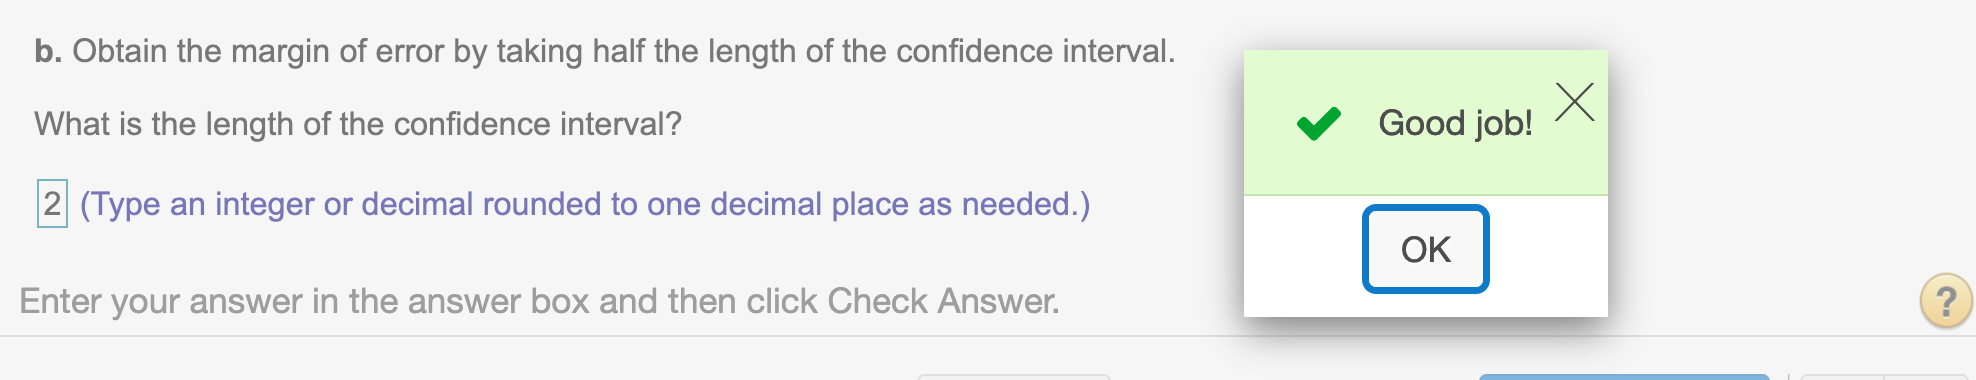 b. Obtain the margin of error by taking half the length of the confidence interval.
What is the length of the confidence interval?
2 (Type an integer or decimal rounded to one decimal place as needed.)
Good job!
OK
Enter your answer in the answer box and then click Check Answer.
?